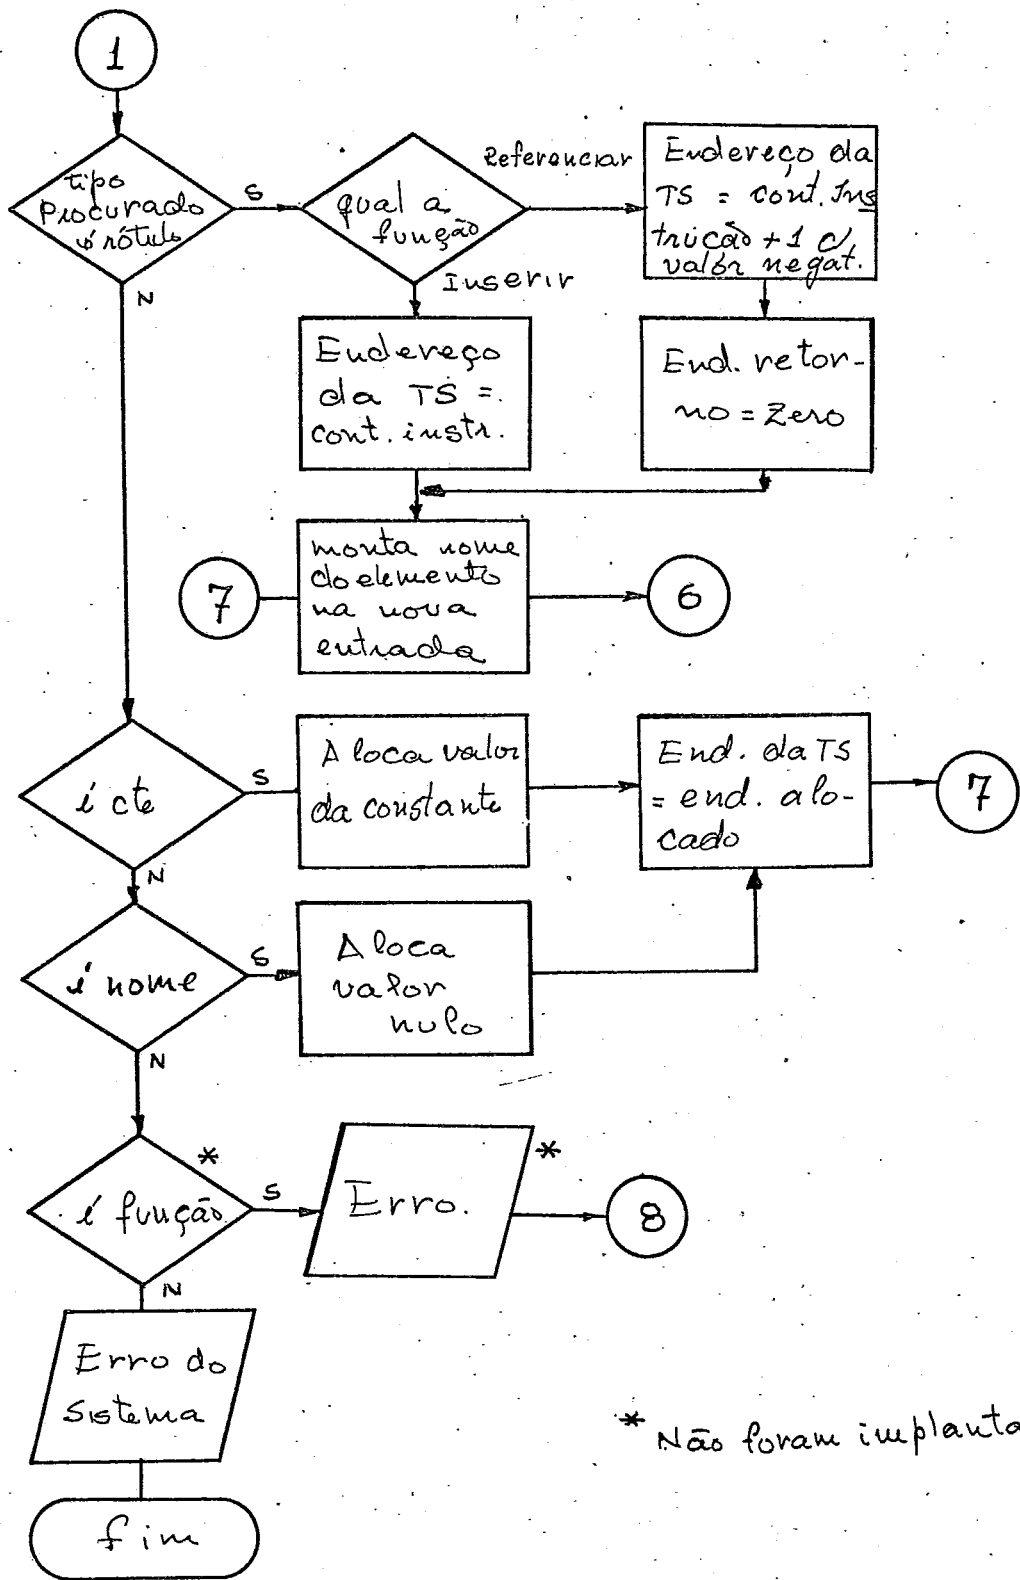 1
tipo
Procurado
é rótulo
S
N
qual a
função
Referenciar
Inserir
Endereço da
TS = cont. Ins
trução + 1 c/
valor negat.
Endereço
da TS =
cont. instr.
End. retor-
no = Zero
7
monta nome
do elemento
na nova
entrada
6
é cte
S
N
Aloca valor
da constante
End. da TS
= end. alo-
cado
7
é nome
S
N
Aloca
valor
nulo
é função
*
S
N
Erro.
*
8
Erro do
Sistema
fim
* Não foram implanta